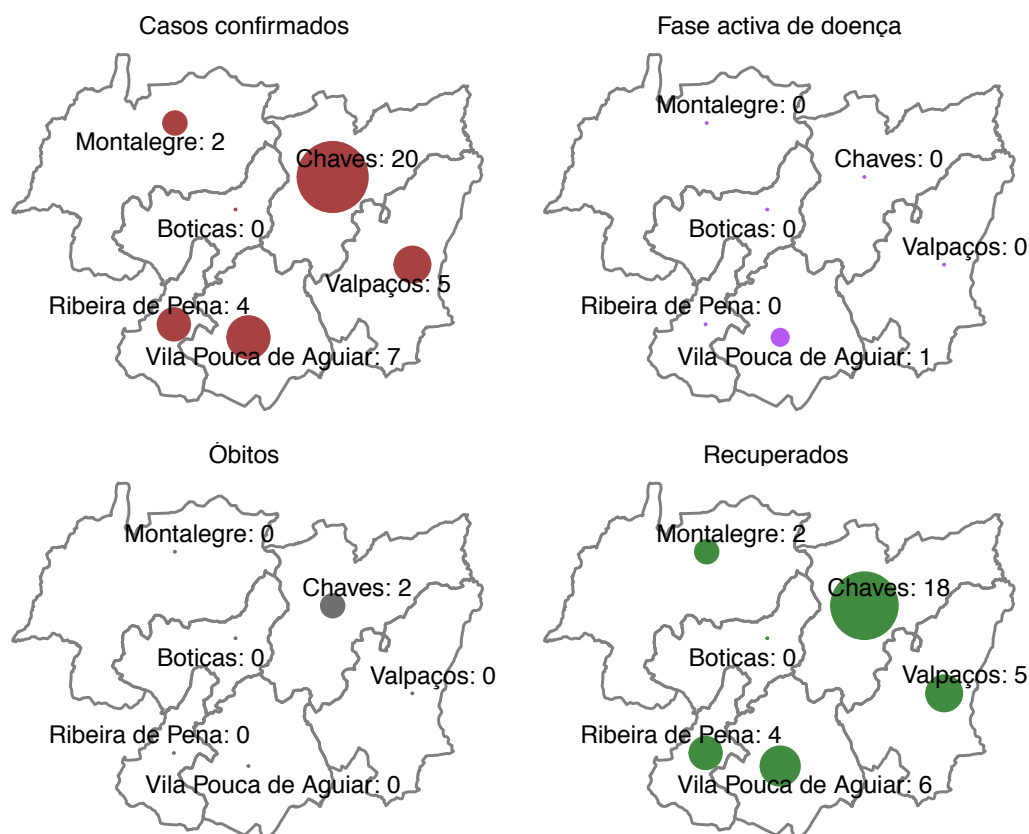 Casos confirmados
Montalegre: 2
Chaves: 20
Boticas: 0
Valpaços: 5
Ribeira de Pena: 4
Vila Pouca de Aguiar: 7
Fase activa de doença
Montalegre: 0
Chaves: 0
Boticas: 0
Valpaços: 0
Ribeira de Pena: 0
Vila Pouca de Aguiar: 1
Óbitos
Montalegre: 0
Chaves: 2
Boticas: 0
Valpaços: 0
Ribeira de Pena: 0
Vila Pouca de Aguiar: 0
Recuperados
Montalegre: 2
Chaves: 18
Boticas: 0
Valpaços: 5
Ribeira de Pena: 4
Vila Pouca de Aguiar: 6